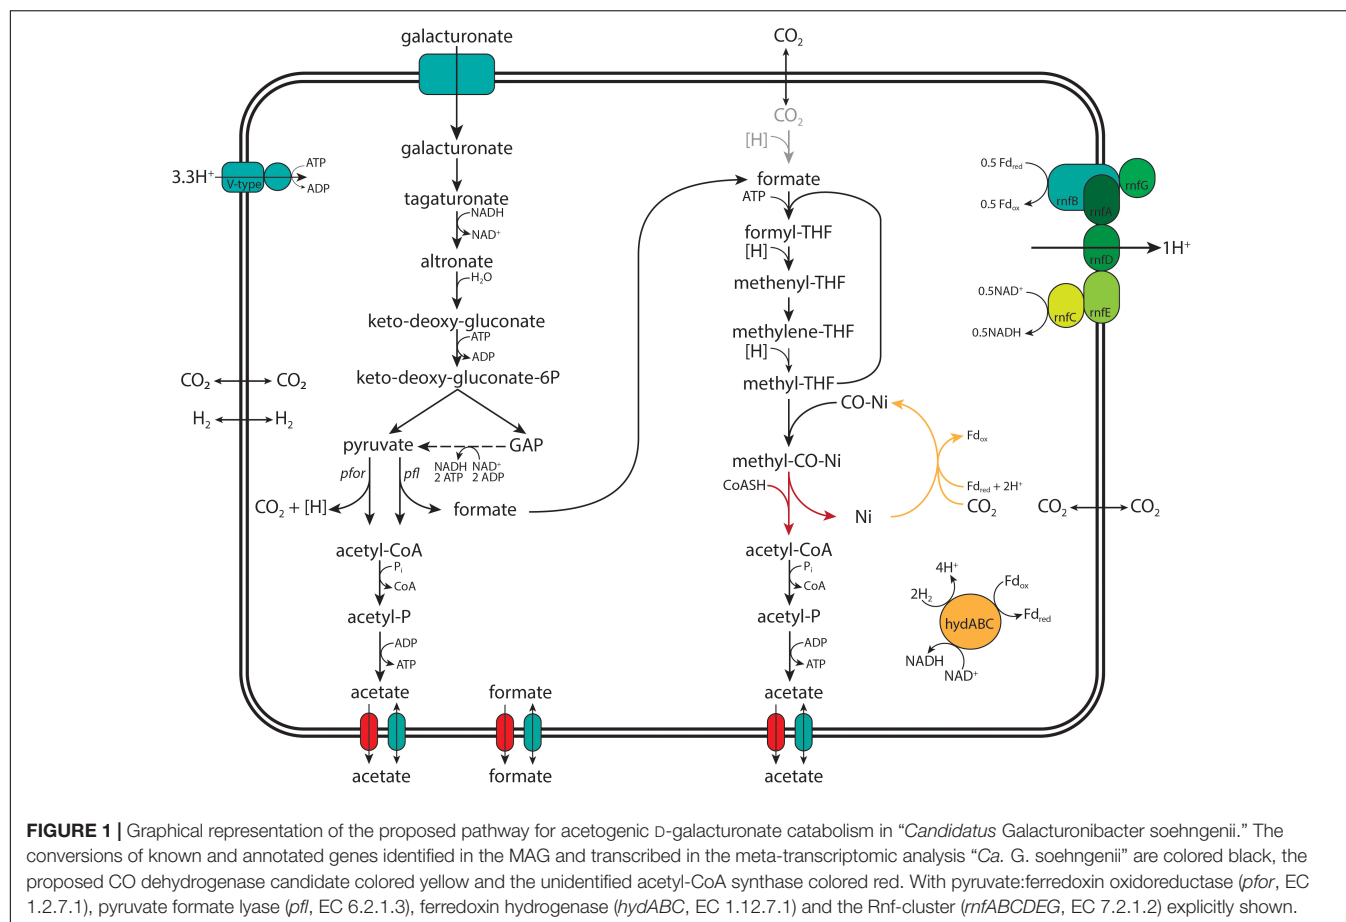 galacturonate
CO2
CO2
[H]
galacturonate
formate
3.3H+
V-type
ATP
ADP
tagaturonate
NADH
NAD+
ATP
formyl-THF
[H]
altronate
H2O
methenyl-THF
keto-deoxy-gluconate
ATP
ADP
methylene-THF
[H]
keto-deoxy-gluconate-6P
methyl-THF
0.5 Fdred
0.5 Fdox
rnfB
rnfA
rnfG
rnfD
1H+
0.5NAD+
0.5NADH
rnfC
rnfE
CO2
CO2
H2
H2
pyruvate
GAP
NADH
2 ATP
NAD+
2 ADP
pfor
pfl
CO2 + [H]
formate
CO-Ni
methyl-CO-Ni
CoASH
Ni
Fdox
Fdred + 2H+
CO2
CO2
CO2
acetyl-CoA
Pi
CoA
acetyl-P
ADP
ATP
acetate
formate
acetate
formate
acetyl-CoA
Pi
CoA
acetyl-P
ADP
ATP
acetate
acetate
4H+
2H2
Fdox
Fdred
hydABC
NADH
NAD+
FIGURE 1 | Graphical representation of the proposed pathway for acetogenic D-galacturonate catabolism in “Candidatus Galacturonibacter soehngenii.” The
conversions of known and annotated genes identified in the MAG and transcribed in the meta-transcriptomic analysis “Ca. G. soehngenii” are colored black, the
proposed CO dehydrogenase candidate colored yellow and the unidentified acetyl-CoA synthase colored red. With pyruvate:ferredoxin oxidoreductase (pfor, EC
1.2.7.1), pyruvate formate lyase (pfl, EC 6.2.1.3), ferredoxin hydrogenase (hydABC, EC 1.12.7.1) and the Rnf-cluster (rnfABCDEG, EC 7.2.1.2) explicitly shown.